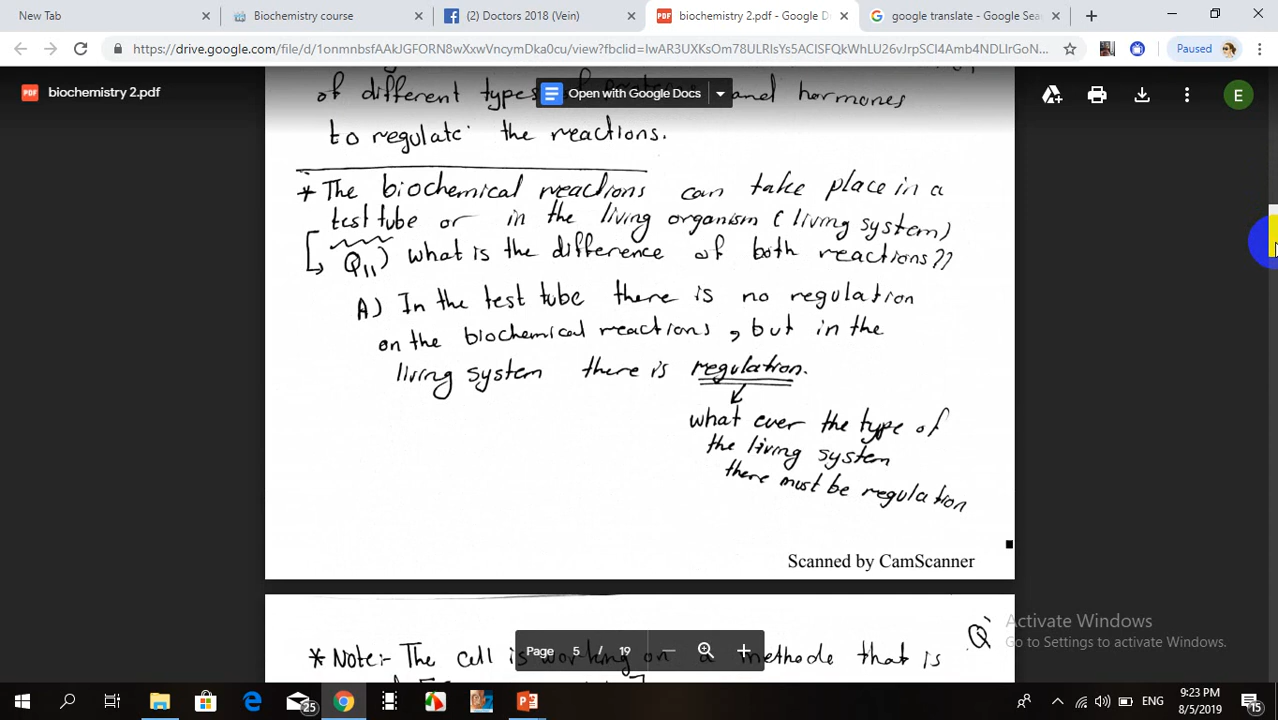 New Tab
Biochemistry course
(2) Doctors 2018 (Vein)
biochemistry 2.pdf - Google D
google translate - Google Sea
https://drive.google.com/file/d/1onmnbsfAAkJGFORN8wXxwVncymDka0cu/view?fbclid=IwAR3UXKsOm78ULRIsYs5ACISFQkWhLU26vJrpSCl4Amb4NDLlrGoN...
Paused
biochemistry 2.pdf
Open with Google Docs
E
of different types and hormones
to regulate the reactions.
* The biochemical reactions can take place in a
test tube or in the living organism (living system)
Q11) what is the difference of both reactions??
A) In the test tube there is no regulation
on the biochemical reactions, but in the
living system there is regulation.
what ever the type of
the living system
there must be regulation
Scanned by CamScanner
Q
* Note:- The cell is working on a methode that is
Page 5 / 19
Activate Windows
Go to Settings to activate Windows.
25
ENG
9:23 PM
8/5/2019
15